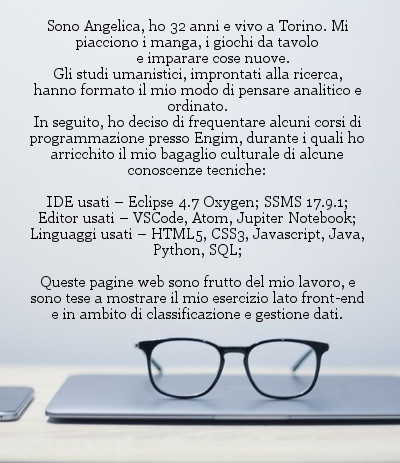 Sono Angelica, ho 32 anni e vivo a Torino. Mi
piacciono i manga, i giochi da tavolo
e imparare cose nuove.
Gli studi umanistici, improntati alla ricerca,
hanno formato il mio modo di pensare analitico e
ordinato.
In seguito, ho deciso di frequentare alcuni corsi di
programmazione presso Engim, durante i quali ho
arricchito il mio bagaglio culturale di alcune
conoscenze tecniche:
IDE usati – Eclipse 4.7 Oxygen; SSMS 17.9.1;
Editor usati – VSCode, Atom, Jupiter Notebook;
Linguaggi usati – HTML5, CSS3, Javascript, Java,
Python, SQL;
Queste pagine web sono frutto del mio lavoro, e
sono tese a mostrare il mio esercizio lato front-end
e in ambito di classificazione e gestione dati.